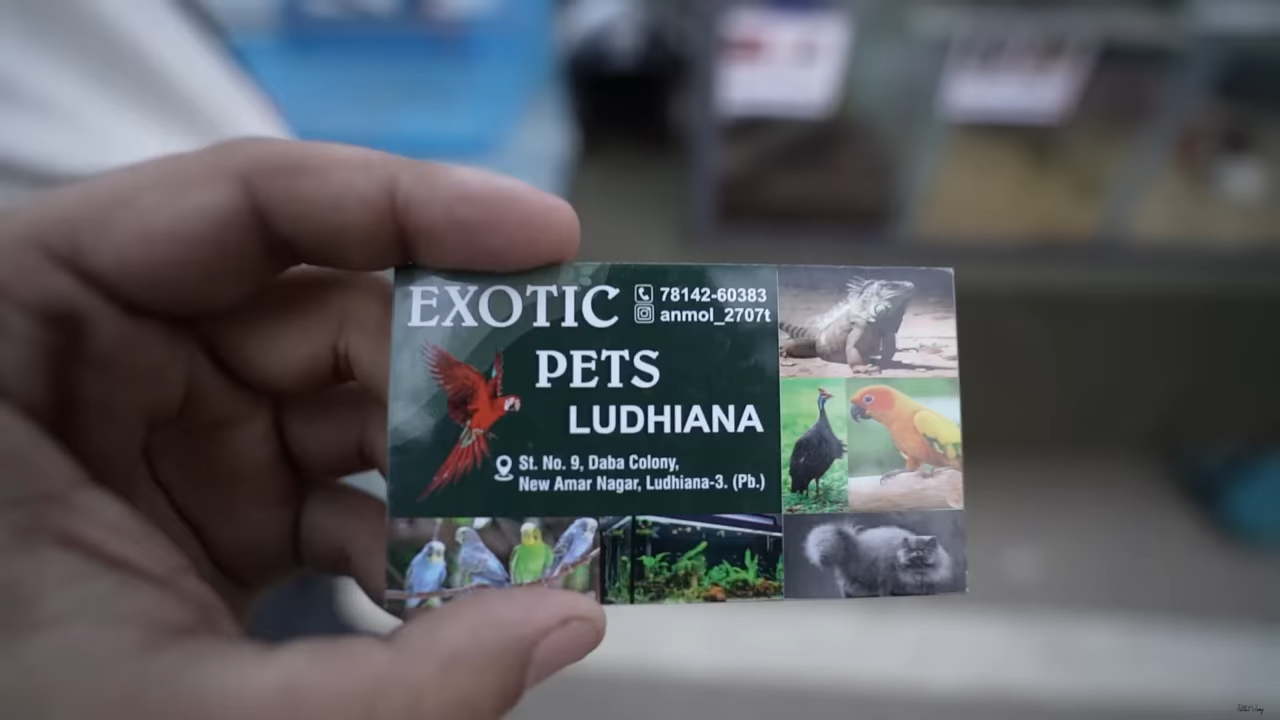 EXOTIC
78142-60383
anmol_2707t
PETS
LUDHIANA
St. No. 9, Daba Colony,
New Amar Nagar, Ludhiana-3. (Pb.)